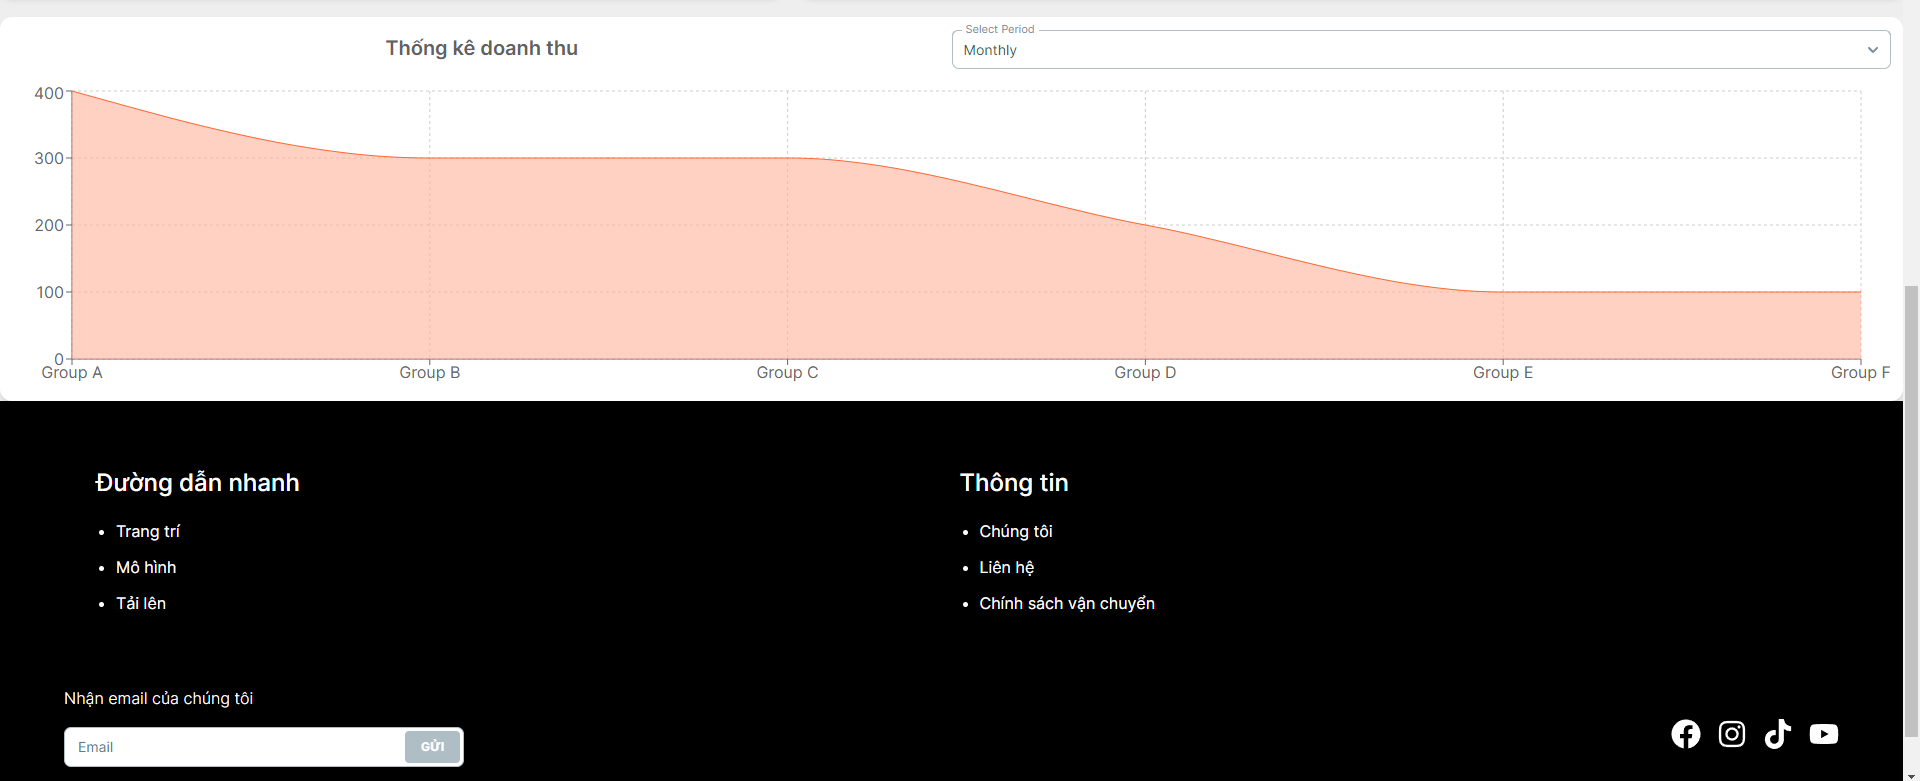 Thống kê doanh thu
Select Period
Monthly
400
300
200
100
0
Group A Group B Group C Group D Group E Group F
Đường dẫn nhanh
Trang trí
Mô hình
Tải lên
Thông tin
Chúng tôi
Liên hệ
Chính sách vận chuyển
Nhận email của chúng tôi
Email GỬI